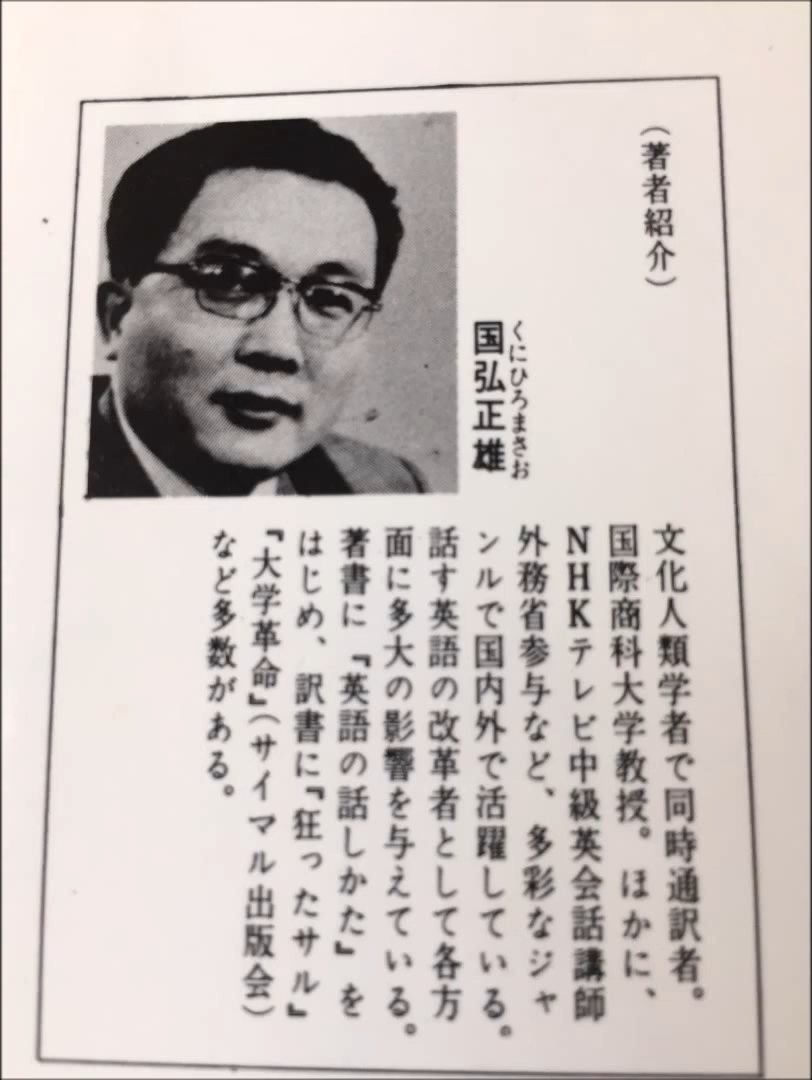 （著者紹介）
くにひろまさお
国弘正雄
文化人類学者で同時通訳者。
国際商科大学教授。ほかに、
NHKテレビ中級英会話講師
外務省参与など、多彩なジャ
ンルで国内外で活躍している。
話す英語の改革者として各方
面に多大の影響を与えている。
著書に『英語の話しかた』を
はじめ、訳書に『狂ったサル』
『大学革命』（サイマル出版会）
など多数がある。